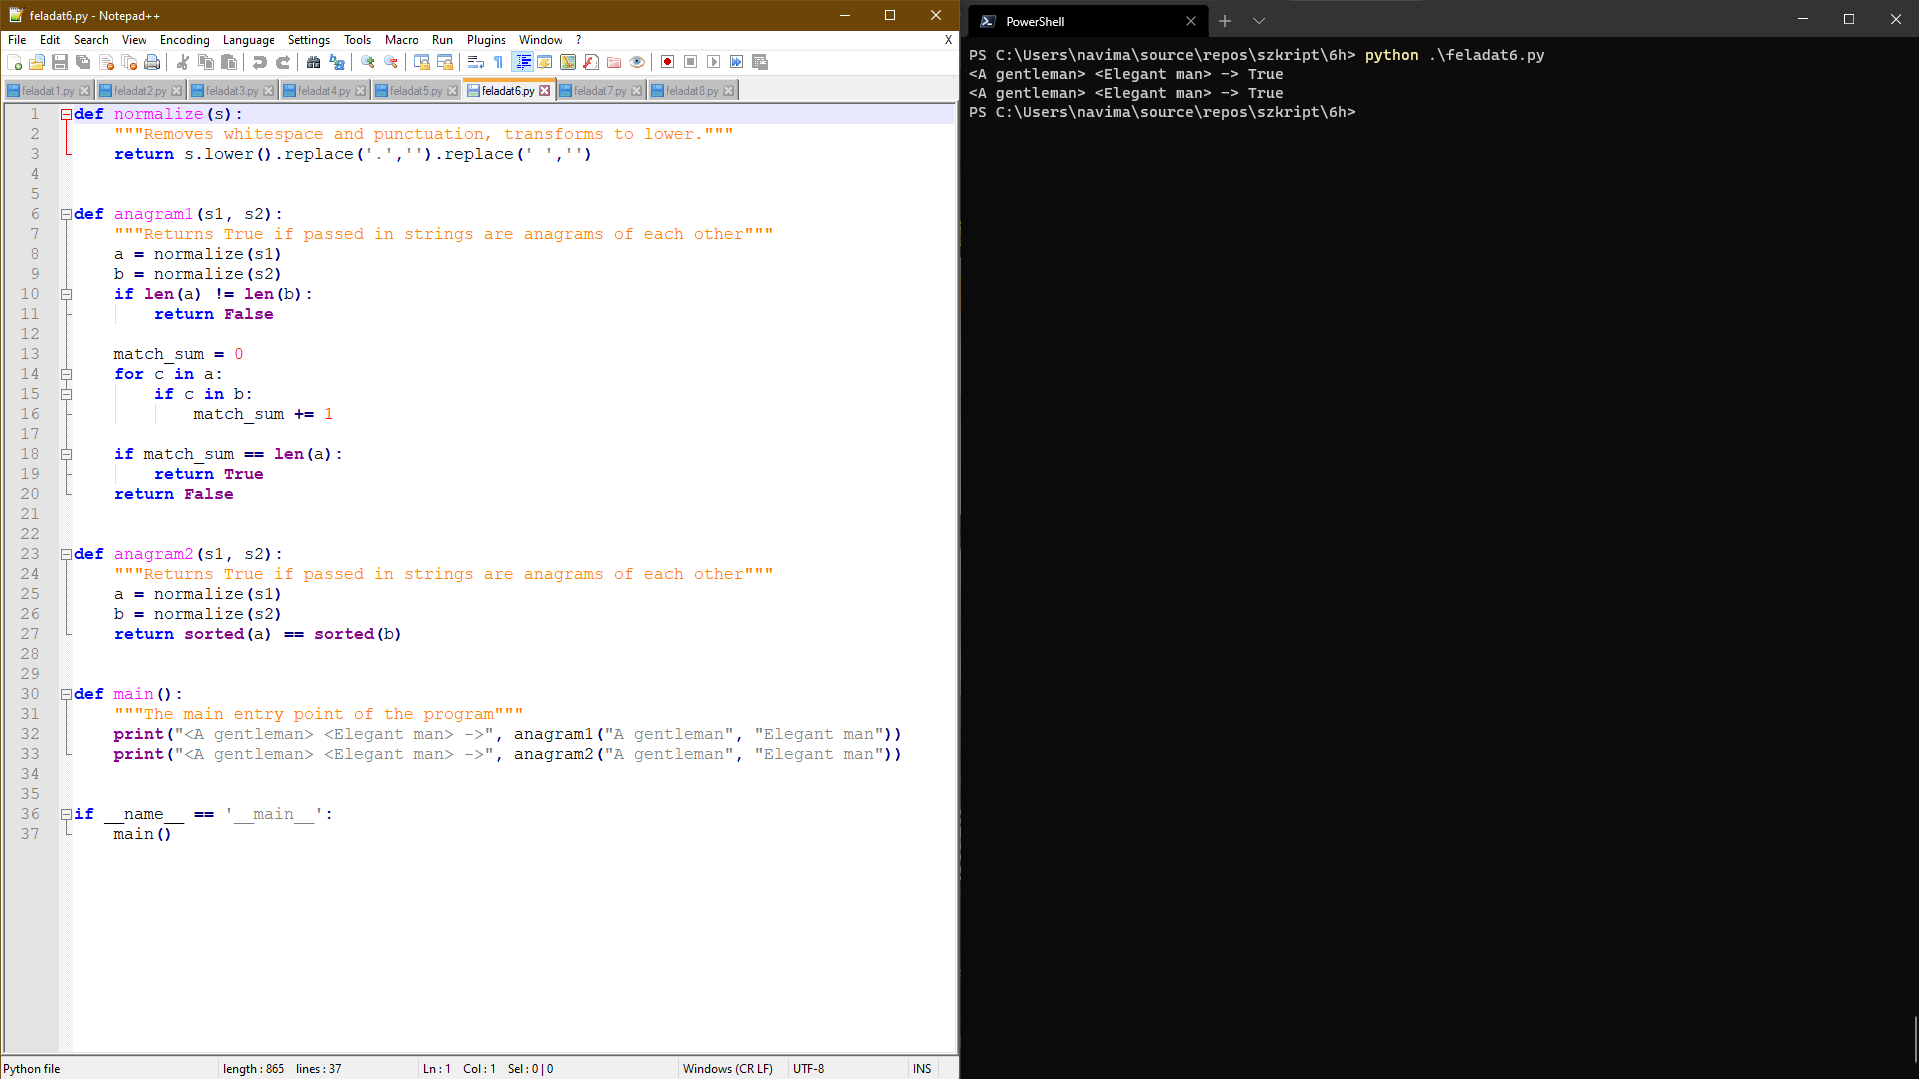 feladat6.py - Notepad++
File Edit Search View Encoding Language Settings Tools Macro Run Plugins Window ? X
feladat1.py feladat2.py feladat3.py feladat4.py feladat5.py feladat6.py feladat7.py feladat8.py
1 def normalize(s):
2 """Removes whitespace and punctuation, transforms to lower."""
3 return s.lower().replace('.','').replace(' ','')
4
5
6 def anagram1(s1, s2):
7 """Returns True if passed in strings are anagrams of each other"""
8 a = normalize(s1)
9 b = normalize(s2)
10 if len(a) != len(b):
11 return False
12
13 match_sum = 0
14 for c in a:
15 if c in b:
16 match_sum += 1
17
18 if match_sum == len(a):
19 return True
20 return False
21
22
23 def anagram2(s1, s2):
24 """Returns True if passed in strings are anagrams of each other"""
25 a = normalize(s1)
26 b = normalize(s2)
27 return sorted(a) == sorted(b)
28
29
30 def main():
31 """The main entry point of the program"""
32 print("<A gentleman> <Elegant man> ->", anagram1("A gentleman", "Elegant man"))
33 print("<A gentleman> <Elegant man> ->", anagram2("A gentleman", "Elegant man"))
34
35
36 if __name__ == '__main__':
37 main()
Python file length : 865 lines : 37 Ln : 1 Col : 1 Sel : 0 | 0 Windows (CR LF) UTF-8 INS
PowerShell
PS C:\Users\navima\source\repos\szkript\6h> python .\feladat6.py
<A gentleman> <Elegant man> -> True
<A gentleman> <Elegant man> -> True
PS C:\Users\navima\source\repos\szkript\6h>